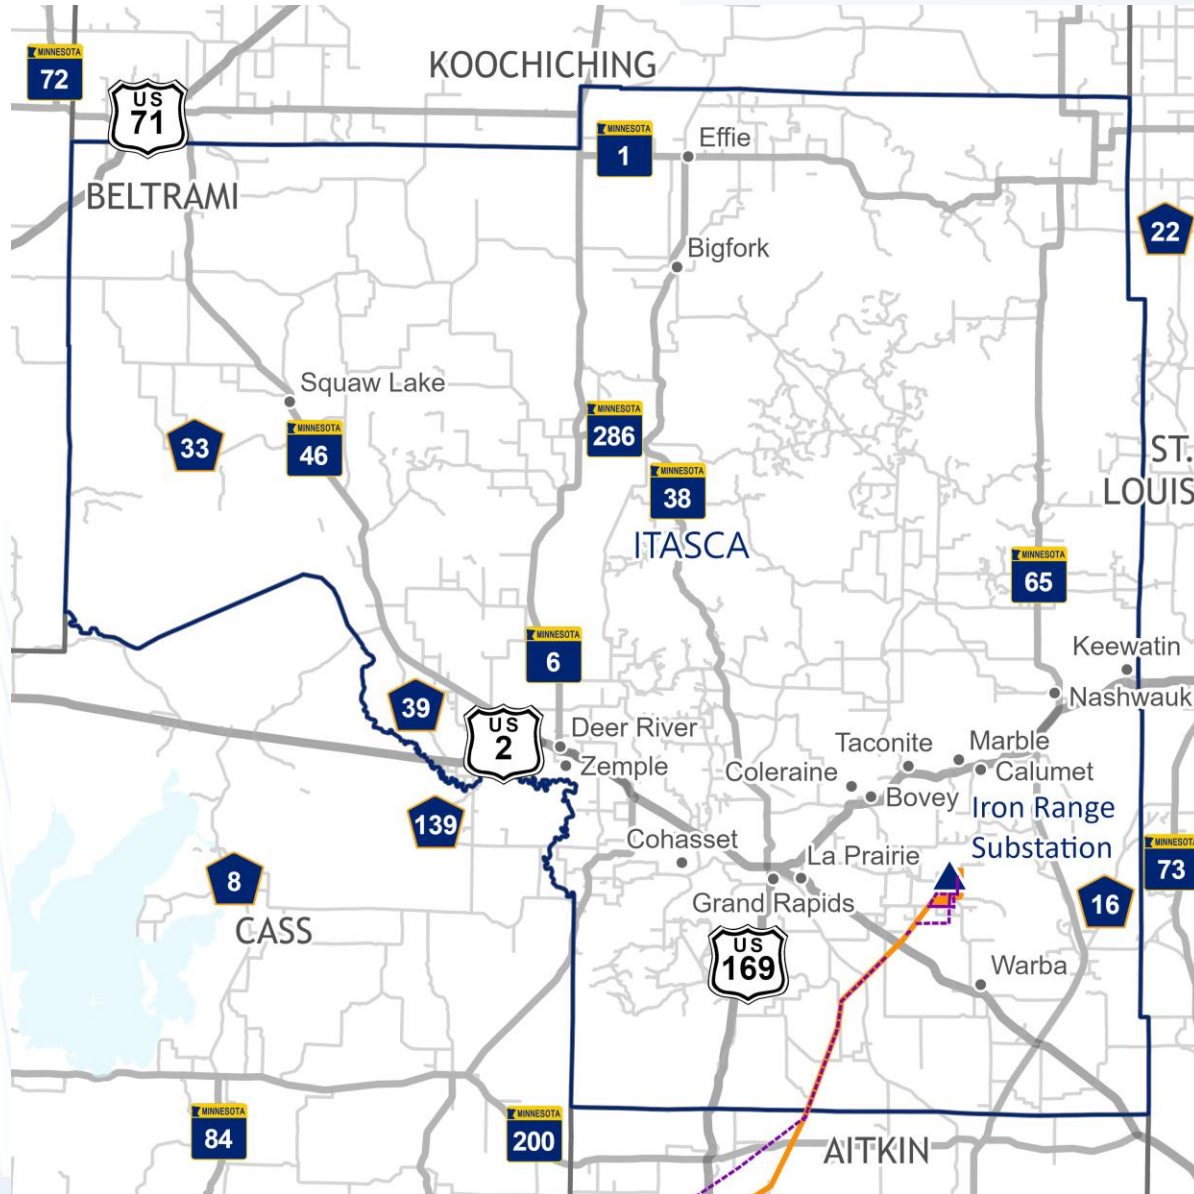 KOOCHICHING
MINNESOTA
72
US
71
MINNESOTA
1
Effie
BELTRAMI
22
Bigfork
Squaw Lake
MINNESOTA
286
33
MINNESOTA
46
ST.
LOUIS
MINNESOTA
38
ITASCA
MINNESOTA
65
MINNESOTA
6
Keewatin
39
Nashwauk
US
2
Deer River
Zemple
Taconite
Marble
Coleraine
Calumet
Bovey
Iron Range
Substation
139
Cohasset
La Prairie
MINNESOTA
73
8
Grand Rapids
16
CASS
US
169
Warba
MINNESOTA
84
MINNESOTA
200
AITKIN